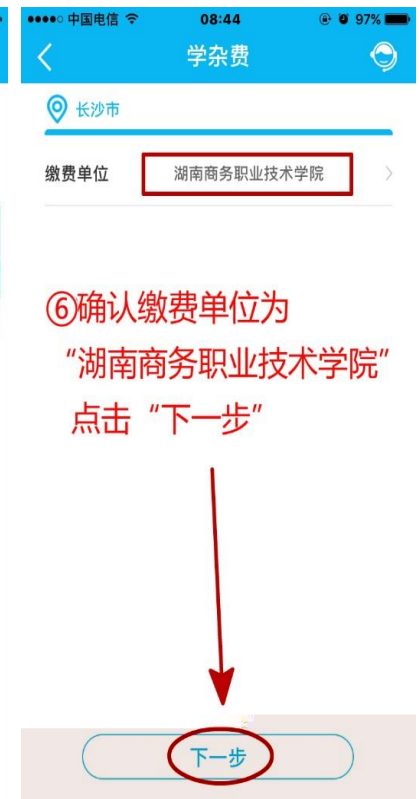 ●●●●○ 中国电信 08:44 97%
学杂费
长沙市
缴费单位 湖南商务职业技术学院
⑥确认缴费单位为
“湖南商务职业技术学院”
点击“下一步”
下一步